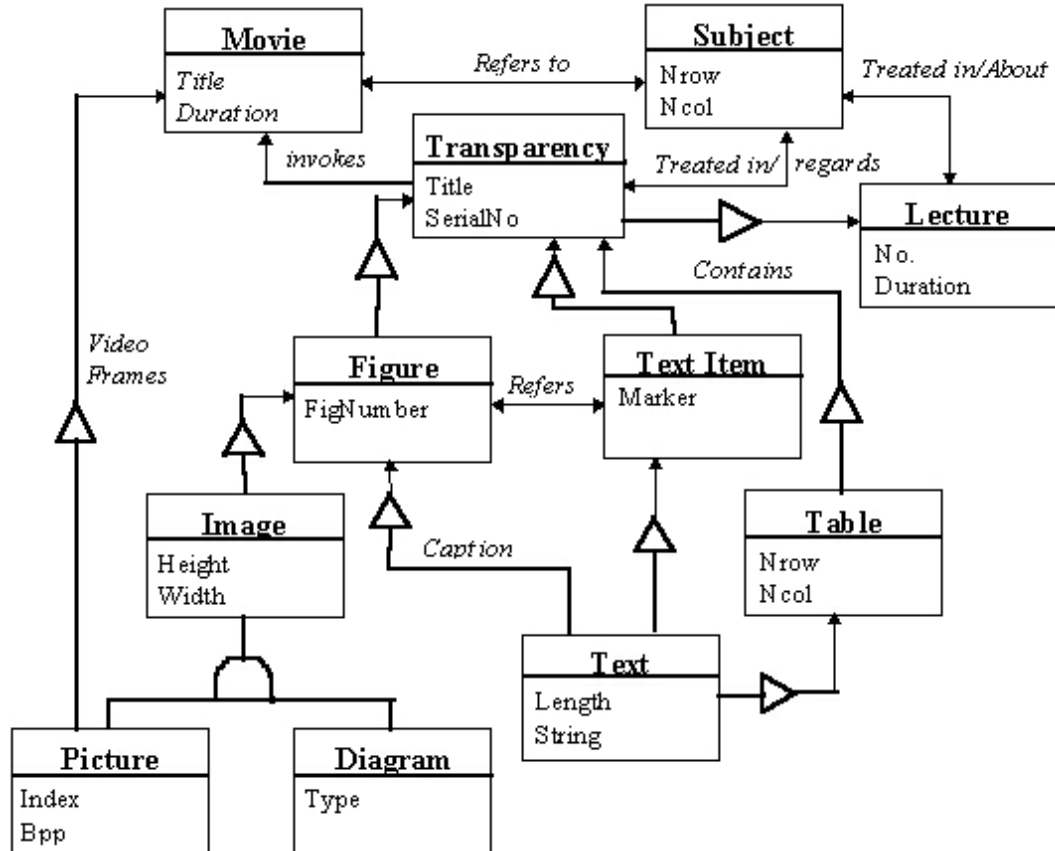 Movie
Title
Duration
Refers to
Subject
Nrow
Ncol
Treated in/About
invokes
Transparency
Title
SerialNo
Treated in/ regards
Lecture
No.
Duration
Contains
Video
Frames
Figure
FigNumber
Refers
Text Item
Marker
Image
Height
Width
Caption
Table
Nrow
Ncol
Text
Length
String
Picture
Index
Bpp
Diagram
Type